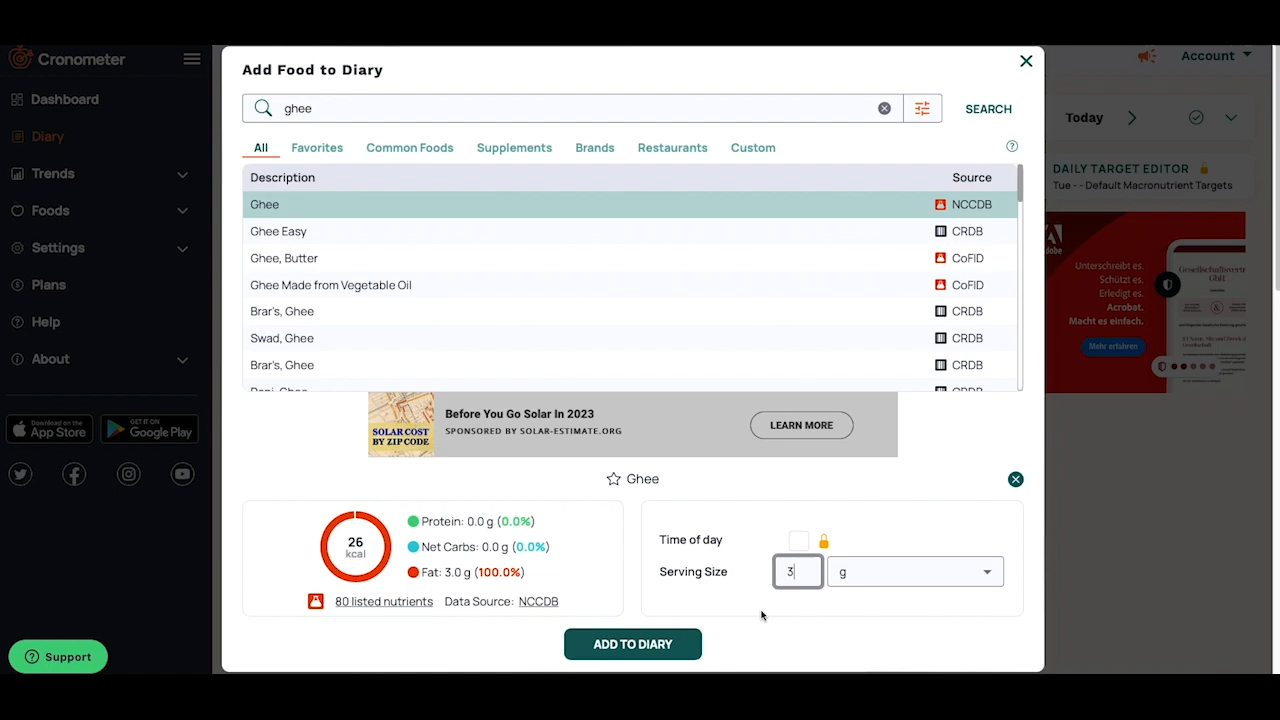 Cronometer
Dashboard
Diary
Trends
Foods
Settings
Plans
Help
About
Download on the
App Store
GET IT ON
Google Play
Support
Add Food to Diary
ghee
SEARCH
All
Favorites
Common Foods
Supplements
Brands
Restaurants
Custom
Description
Source
Ghee
NCCDB
Ghee Easy
CRDB
Ghee, Butter
CoFID
Ghee Made from Vegetable Oil
CoFID
Brar's, Ghee
CRDB
Swad, Ghee
CRDB
Brar's, Ghee
CRDB
SOLAR COST
BY ZIP CODE
Before You Go Solar In 2023
SPONSORED BY SOLAR-ESTIMATE.ORG
LEARN MORE
Ghee
26
kcal
Protein: 0.0 g (0.0%)
Net Carbs: 0.0 g (0.0%)
Fat: 3.0 g (100.0%)
80 listed nutrients
Data Source: NCCDB
Time of day
Serving Size
3
g
ADD TO DIARY
Account
Today
DAILY TARGET EDITOR
Tue - - Default Macronutrient Targets
Unterschreibt es.
Schützt es.
Erledigt es.
Acrobat.
Macht es einfach.
Mehr erfahren